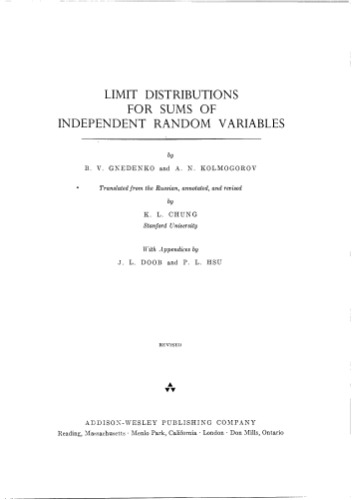 LIMIT DISTRIBUTIONS
FOR SUMS OF
INDEPENDENT RANDOM VARIABLES
by
B. V. GNEDENKO and A. N. KOLMOGOROV
Translated from the Russian, annotated, and revised
by
K. L. CHUNG
Stanford University
With Appendices by
J. L. DOOB and P. L. HSU
REVISED
ADDISON-WESLEY PUBLISHING COMPANY
Reading, Massachusetts · Menlo Park, California · London · Don Mills, Ontario